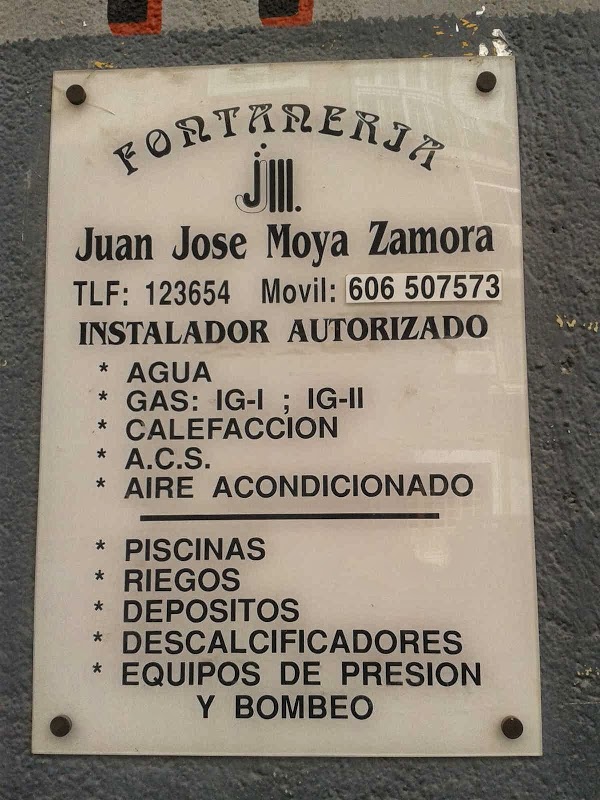 FONTANERIA
jm.
Juan Jose Moya Zamora
TLF: 123654 Movil: 606 507573
INSTALADOR AUTORIZADO
* AGUA
* GAS: IG-I ; IG-II
* CALEFACCION
* A.C.S.
* AIRE ACONDICIONADO
* PISCINAS
* RIEGOS
* DEPOSITOS
* DESCALCIFICADORES
* EQUIPOS DE PRESION
Y BOMBEO